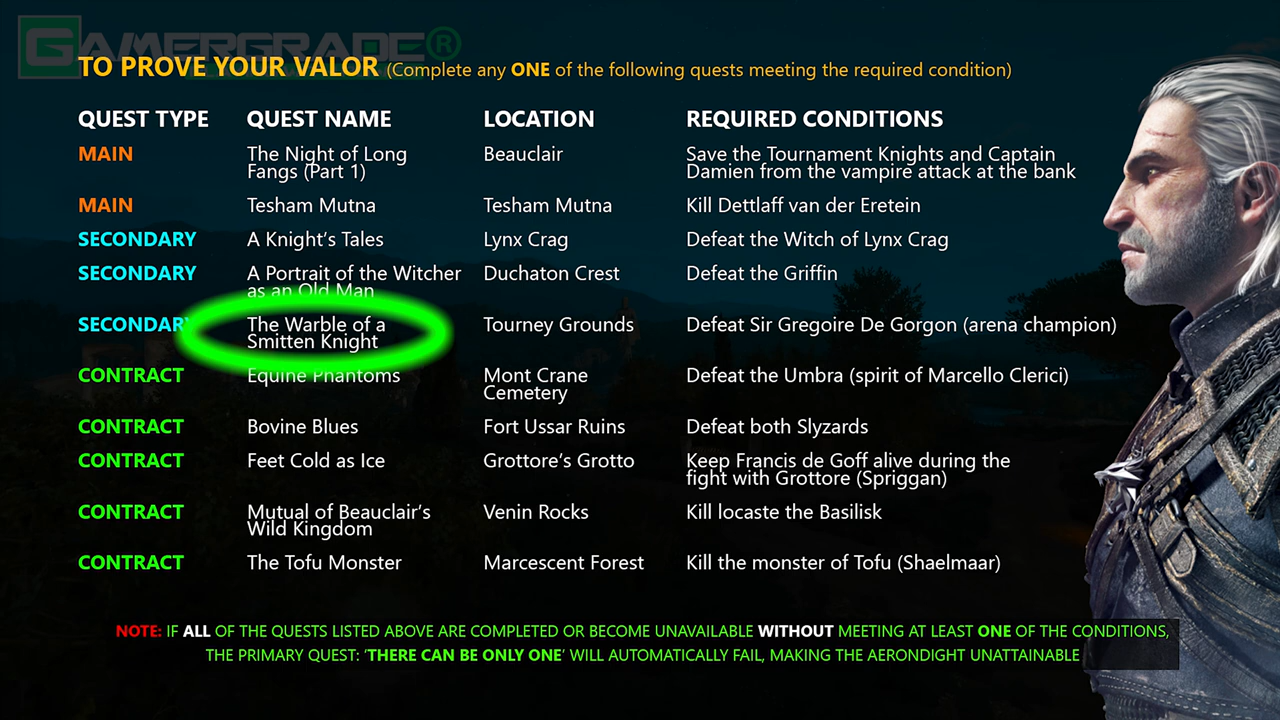 GAMERGRADE®
TO PROVE YOUR VALOR (Complete any ONE of the following quests meeting the required condition)
QUEST TYPE QUEST NAME LOCATION REQUIRED CONDITIONS
MAIN The Night of Long Beauclair Save the Tournament Knights and Captain
Fangs (Part 1) Damien from the vampire attack at the bank
MAIN Tesham Mutna Tesham Mutna Kill Dettlaff van der Eretein
SECONDARY A Knight's Tales Lynx Crag Defeat the Witch of Lynx Crag
SECONDARY A Portrait of the Witcher Duchaton Crest Defeat the Griffin
as an Old Man
SECONDARY The Warble of a Tourney Grounds Defeat Sir Gregoire De Gorgon (arena champion)
Smitten Knight
CONTRACT Equine Phantoms Mont Crane Defeat the Umbra (spirit of Marcello Clerici)
Cemetery
CONTRACT Bovine Blues Fort Ussar Ruins Defeat both Slyzards
CONTRACT Feet Cold as Ice Grottore's Grotto Keep Francis de Goff alive during the
fight with Grottore (Spriggan)
CONTRACT Mutual of Beauclair's Venin Rocks Kill locaste the Basilisk
Wild Kingdom
CONTRACT The Tofu Monster Marcescent Forest Kill the monster of Tofu (Shaelmaar)
NOTE: IF ALL OF THE QUESTS LISTED ABOVE ARE COMPLETED OR BECOME UNAVAILABLE WITHOUT MEETING AT LEAST ONE OF THE CONDITIONS,
THE PRIMARY QUEST: 'THERE CAN BE ONLY ONE' WILL AUTOMATICALLY FAIL, MAKING THE AERONDIGHT UNATTAINABLE